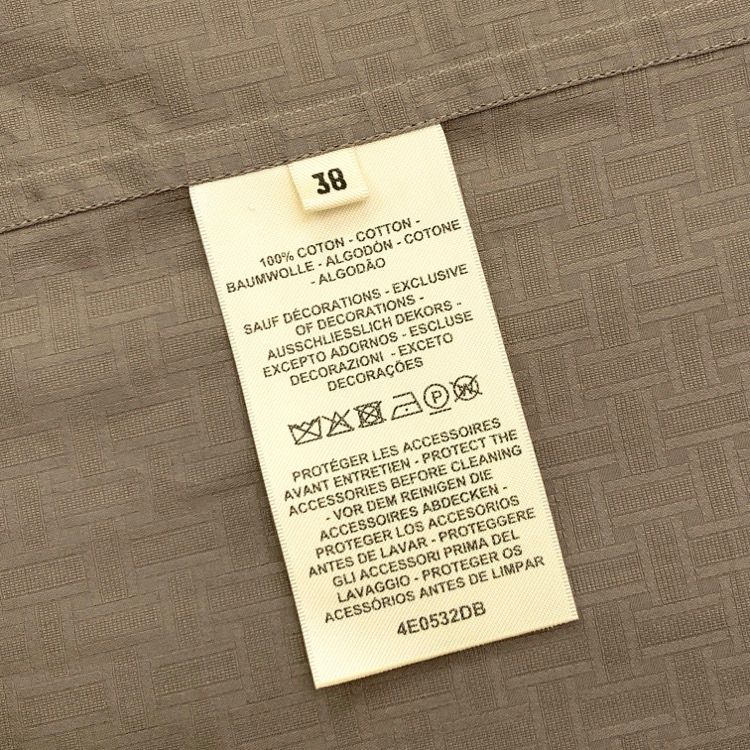 38
100% COTON - COTTON -
BAUMWOLLE - ALGODÓN - COTONE
- ALGODÃO
SAUF DÉCORATIONS - EXCLUSIVE
OF DECORATIONS -
AUSSCHLIESSLICH DEKORS -
EXCEPTO ADORNOS - ESCLUSE
DECORAZIONI - EXCETO
DECORAÇÕES
P W
PROTÉGER LES ACCESSOIRES
AVANT ENTRETIEN - PROTECT THE
ACCESSORIES BEFORE CLEANING
- VOR DEM REINIGEN DIE
ACCESSOIRES ABDECKEN -
PROTEGER LOS ACCESORIOS
ANTES DE LAVAR - PROTEGGERE
GLI ACCESSORI PRIMA DEL
LAVAGGIO - PROTEGER OS
ACESSÓRIOS ANTES DE LIMPAR
4E0532DB